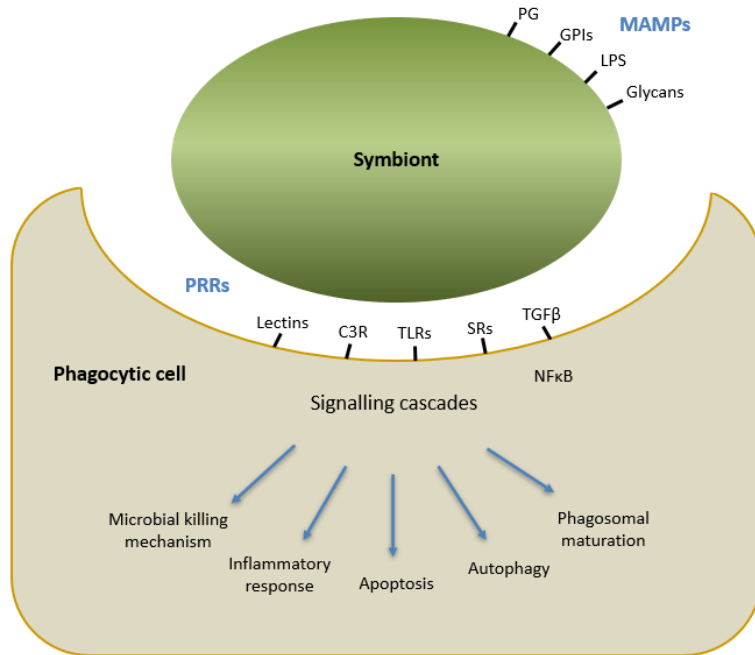 PG
MAMPs
GPIs
LPS
Glycans
Symbiont
PRRs
Lectins
C3R
TLRs
SRs
TGFβ
Phagocytic cell
NFκB
Signalling cascades
Microbial killing
mechanism
Inflammatory
response
Apoptosis
Autophagy
Phagosomal
maturation